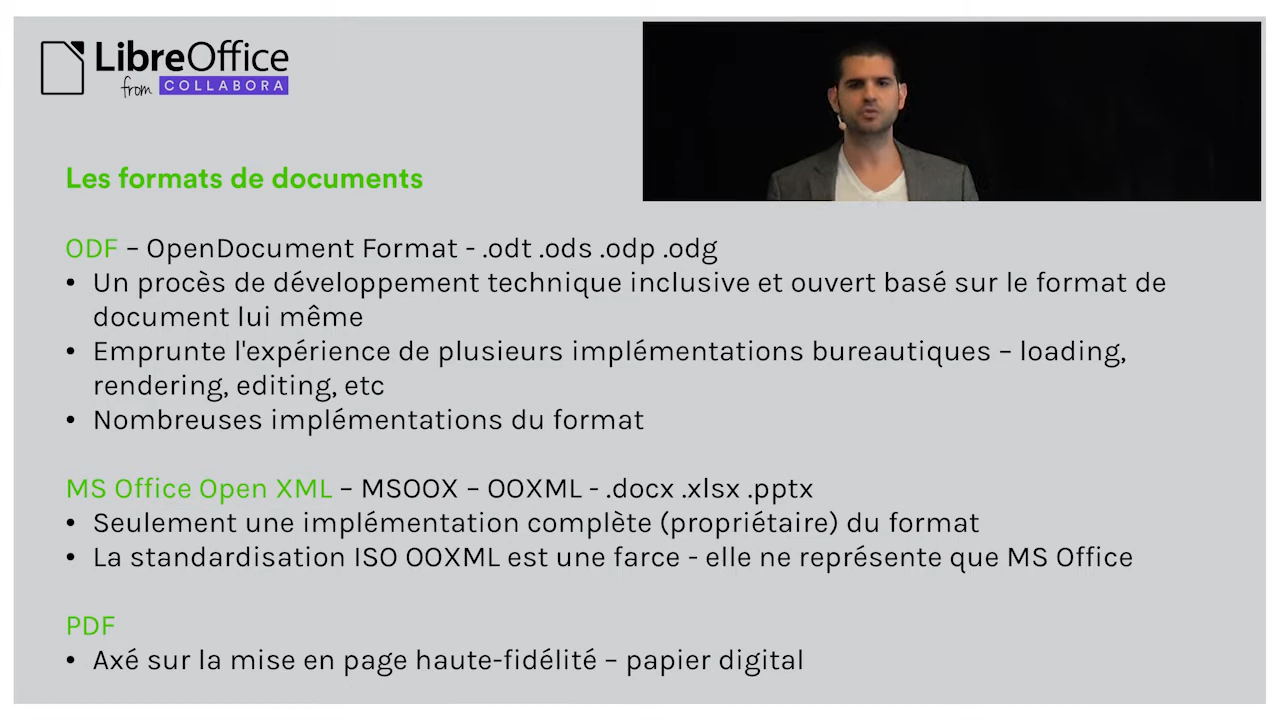 LibreOffice
from COLLABORA
Les formats de documents
ODF – OpenDocument Format - .odt .ods .odp .odg
• Un procès de développement technique inclusive et ouvert basé sur le format de
document lui même
• Emprunte l'expérience de plusieurs implémentations bureautiques – loading,
rendering, editing, etc
• Nombreuses implémentations du format
MS Office Open XML – MSOOX – OOXML - .docx .xlsx .pptx
• Seulement une implémentation complète (propriétaire) du format
• La standardisation ISO OOXML est une farce - elle ne représente que MS Office
PDF
• Axé sur la mise en page haute-fidélité – papier digital